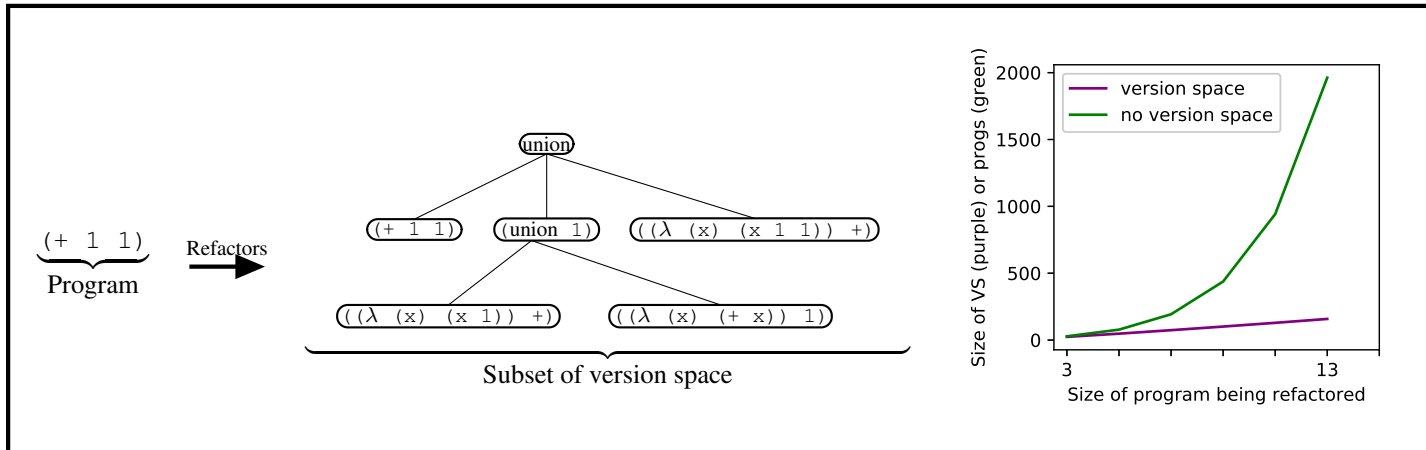 (+ 1 1)
Program
Refactors
union
(+ 1 1)
(union 1)
((λ (x) (x 1 1)) +)
((λ (x) (x 1)) +)
((λ (x) (+ x)) 1)
Subset of version space
Size of VS (purple) or progs (green)
2000
1500
1000
500
0
version space
no version space
3
13
Size of program being refactored